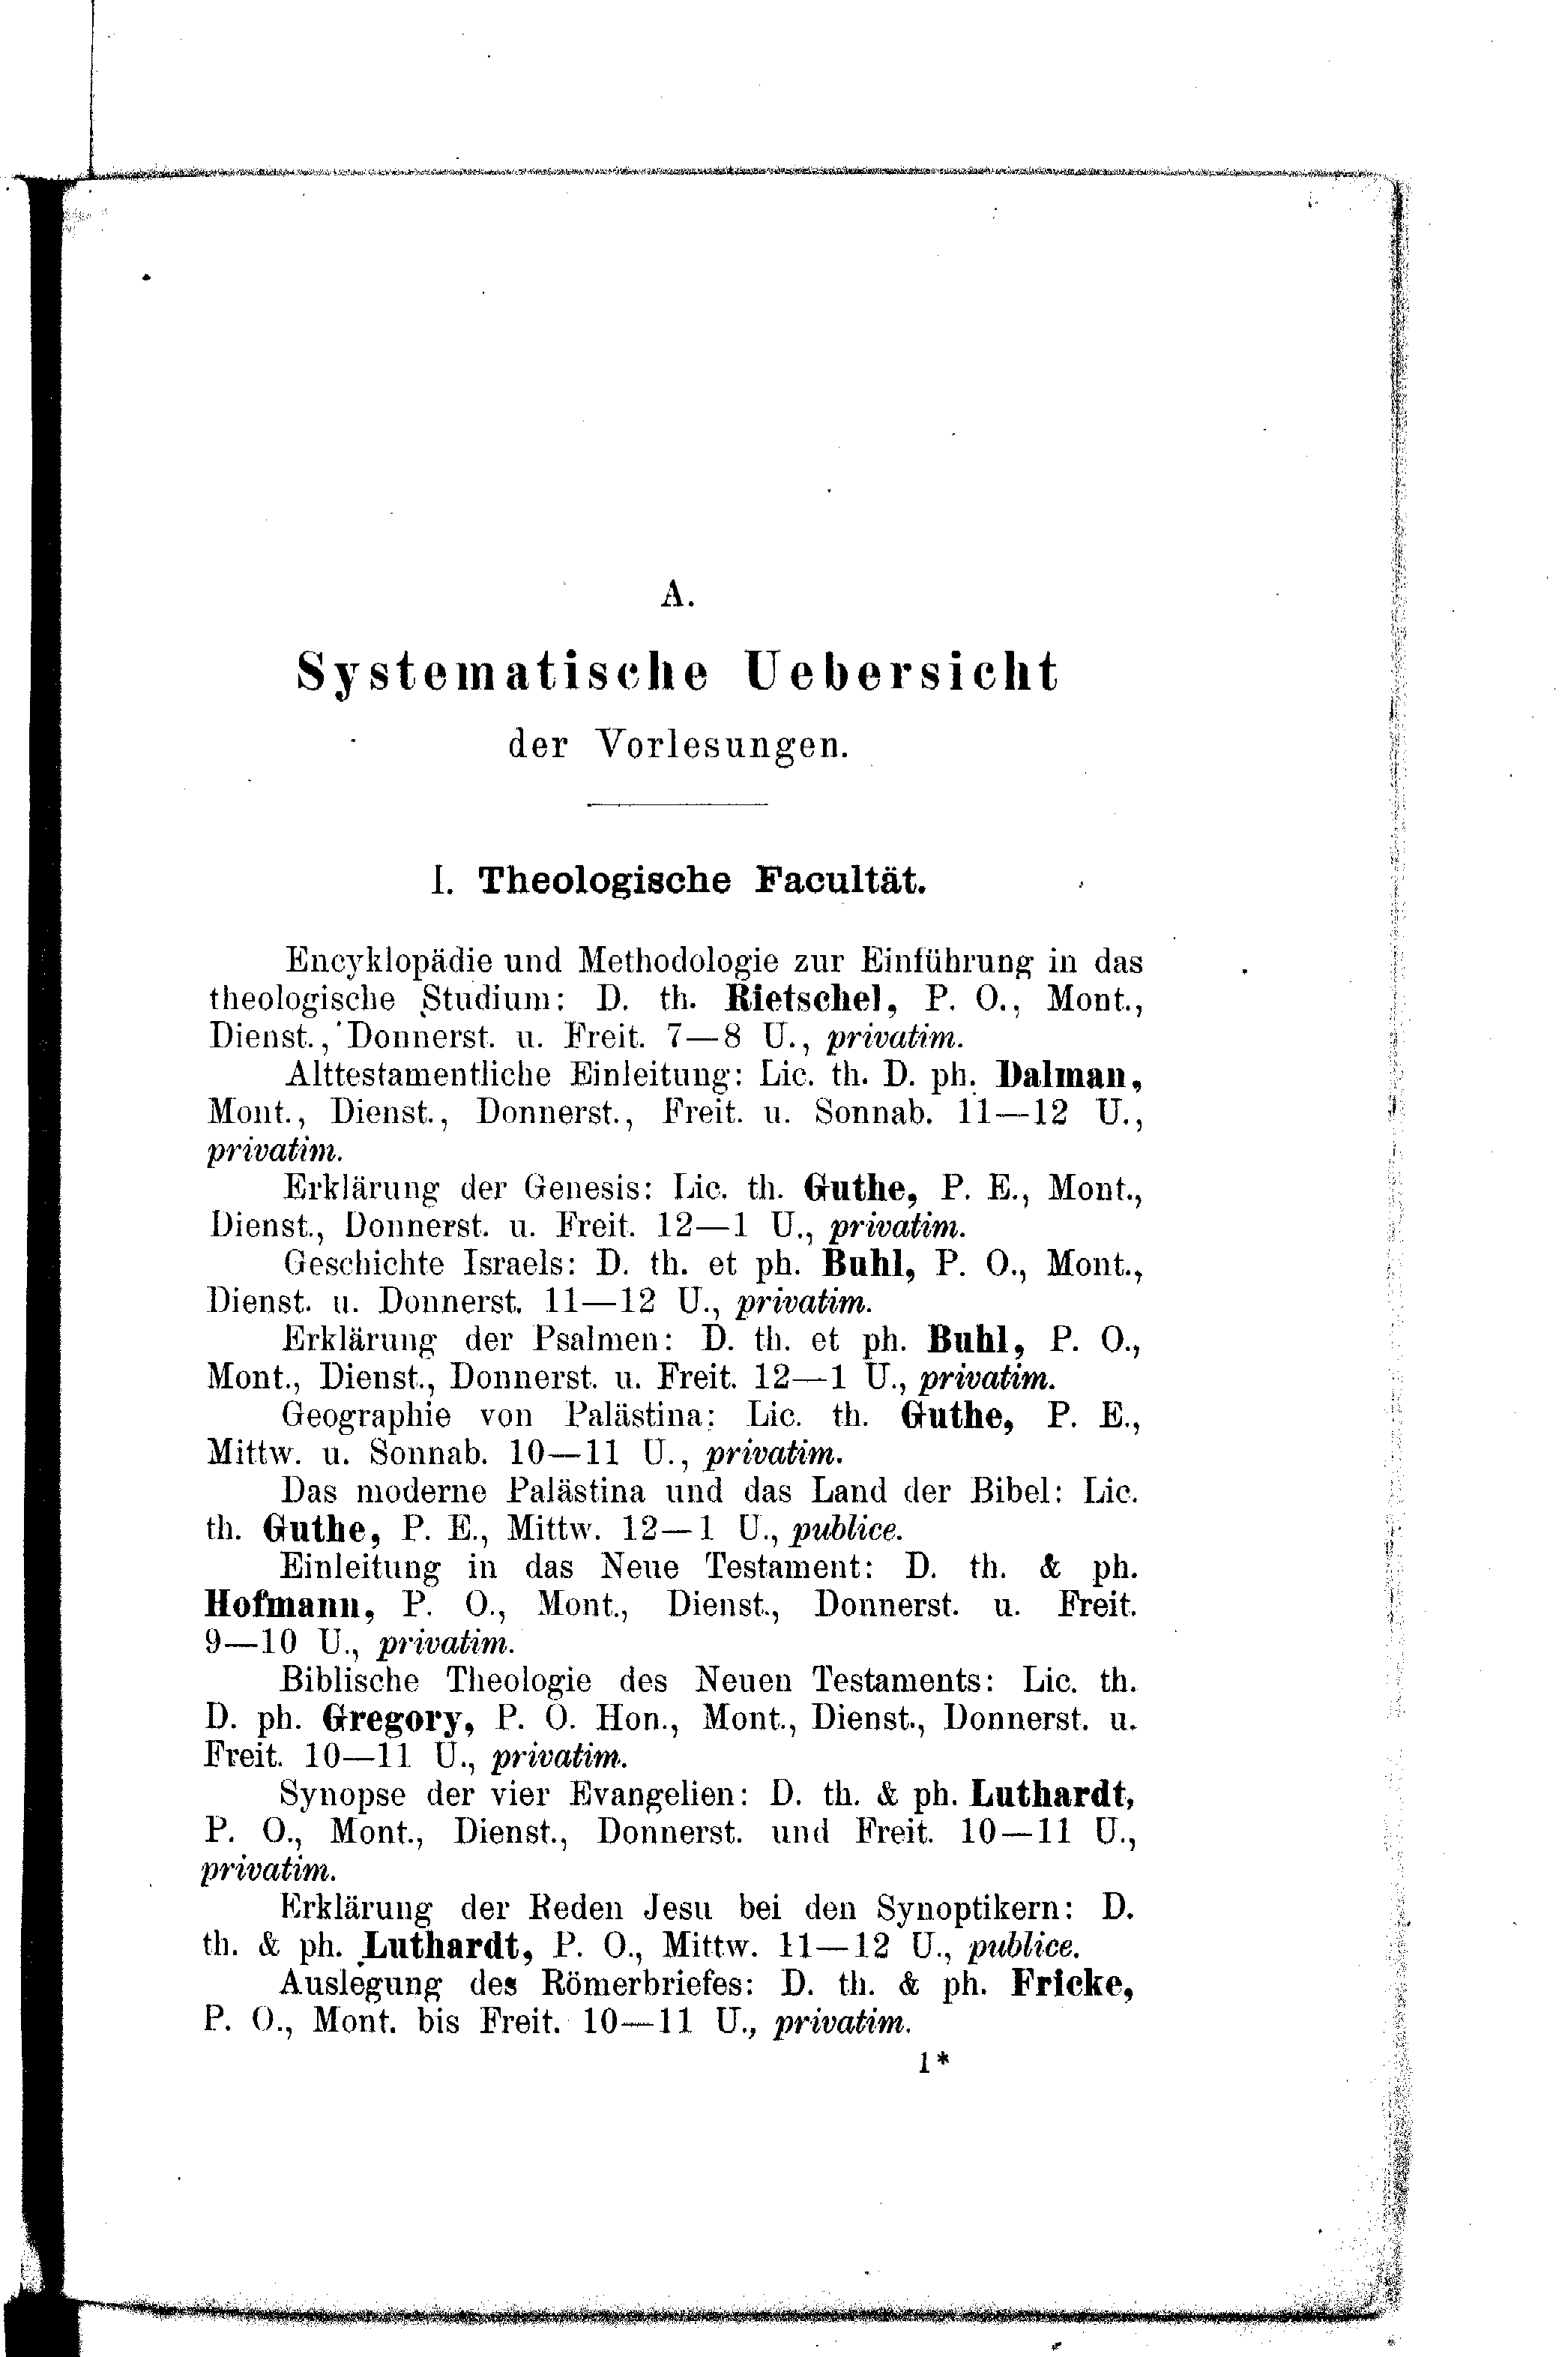 A.
Systematische Uebersicht
der Vorlesungen.
I. Theologische Facultät.
Encyklopädie und Methodologie zur Einführung in das
theologische Studium: D. th. Rietschel, P. O., Mont.,
Dienst., Donnerst. u. Freit. 7—8 U., privatim.
Alttestamentliche Einleitung: Lic. th. D. ph. Dalman,
Mont., Dienst., Donnerst., Freit. u. Sonnab. 11—12 U.,
privatim.
Erklärung der Genesis: Lic. th. Guthe, P. E., Mont.,
Dienst., Donnerst. u. Freit. 12—1 U., privatim.
Geschichte Israels: D. th. et ph. Buhl, P. O., Mont.,
Dienst. u. Donnerst. 11—12 U., privatim.
Erklärung der Psalmen: D. th. et ph. Buhl, P. O.,
Mont., Dienst., Donnerst. u. Freit. 12—1 U., privatim.
Geographie von Palästina: Lic. th. Guthe, P. E.,
Mittw. u. Sonnab. 10—11 U., privatim.
Das moderne Palästina und das Land der Bibel: Lic.
th. Guthe, P. E., Mittw. 12—1 U., publice.
Einleitung in das Neue Testament: D. th. & ph.
Hofmann, P. O., Mont., Dienst., Donnerst. u. Freit.
9—10 U., privatim.
Biblische Theologie des Neuen Testaments: Lic. th.
D. ph. Gregory, P. O. Hon., Mont., Dienst., Donnerst. u.
Freit. 10—11 U., privatim.
Synopse der vier Evangelien: D. th. & ph. Luthardt,
P. O., Mont., Dienst., Donnerst. und Freit. 10—11 U.,
privatim.
Erklärung der Reden Jesu bei den Synoptikern: D.
th. & ph. Luthardt, P. O., Mittw. 11—12 U., publice.
Auslegung des Römerbriefes: D. th. & ph. Fricke,
P. O., Mont. bis Freit. 10—11 U., privatim.
1*